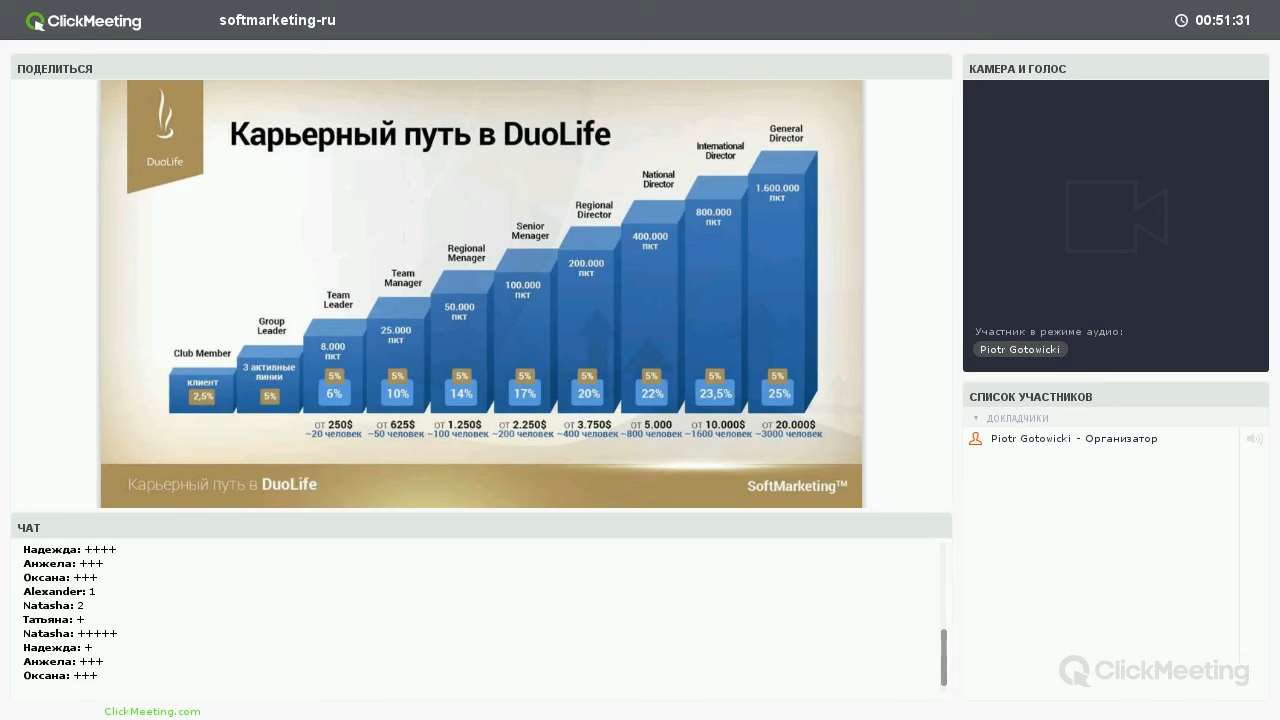 ClickMeeting
softmarketing-ru
00:51:31
ПОДЕЛИТЬСЯ
DuoLife
Карьерный путь в DuoLife
Club Member
клиент
2,5%
Group
Leader
3 активные
линии
5%
Team
Leader
8.000
пкт
5%
6%
от 250$
~20 человек
Team
Manager
25.000
пкт
5%
10%
от 625$
~50 человек
Regional
Menager
50.000
пкт
5%
14%
от 1.250$
~100 человек
Senior
Menager
100.000
пкт
5%
17%
от 2.250$
~200 человек
Regional
Director
200.000
пкт
5%
20%
от 3.750$
~400 человек
National
Director
400.000
пкт
5%
22%
от 5.000
~800 человек
International
Director
800.000
пкт
5%
23,5%
от 10.000$
~1600 человек
General
Director
1.600.000
пкт
5%
25%
от 20.000$
~3000 человек
Карьерный путь в DuoLife
SoftMarketing™
КАМЕРА И ГОЛОС
Участник в режиме аудио:
Piotr Gotowicki
СПИСОК УЧАСТНИКОВ
ДОКЛАДЧИКИ
Piotr Gotowicki - Организатор
ClickMeeting
ЧАТ
Надежда: ++++
Анжела: +++
Оксана: +++
Alexander: 1
Natasha: 2
Татьяна: +
Natasha: +++++
Надежда: +
Анжела: +++
Оксана: +++
ClickMeeting.com